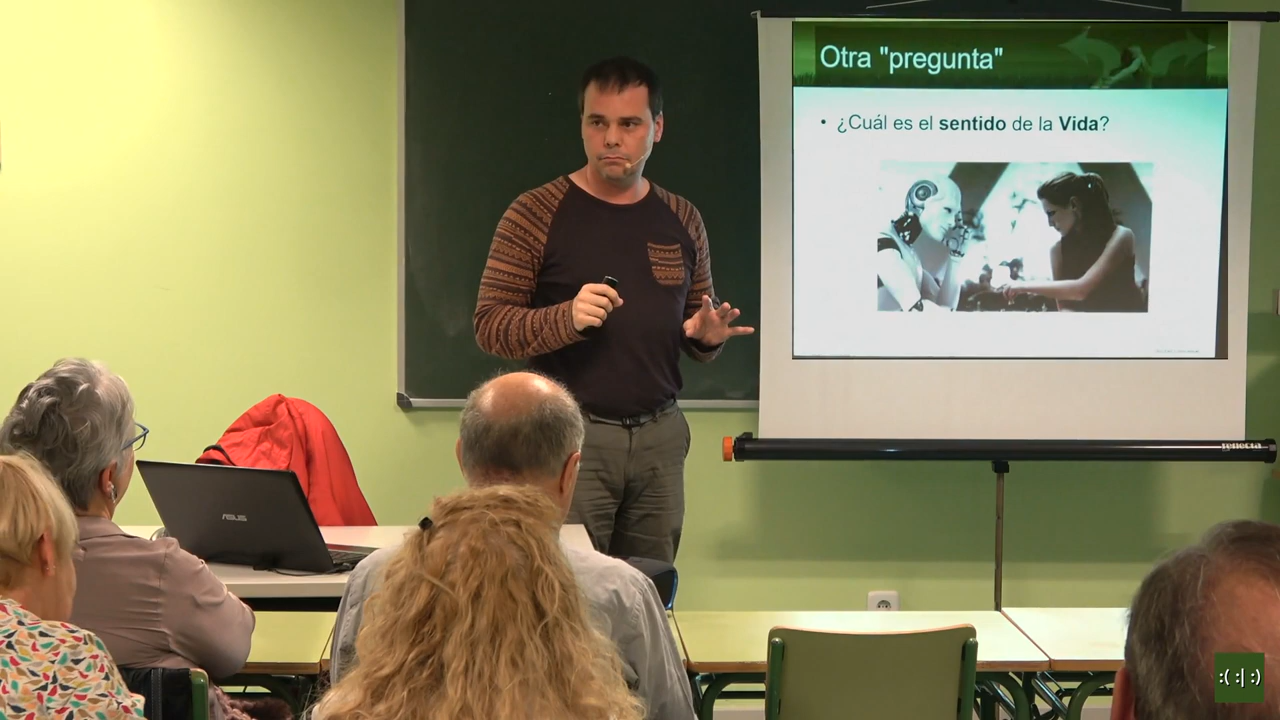 Otra "pregunta"
• ¿Cuál es el sentido de la Vida?
ASUS
reflecta
:( :| :)